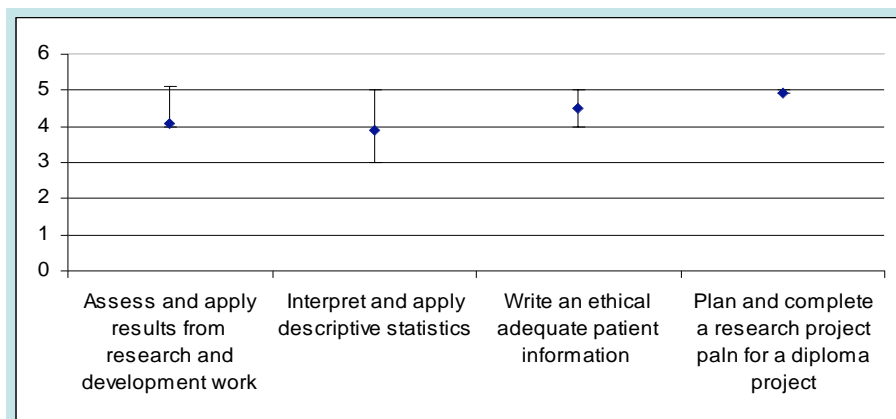 6
5
4
3
2
1
0
Assess and apply
results from
research and
development work
Interpret and apply
descriptive statistics
Write an ethical
adequate patient
information
Plan and complete
a research project
paln for a diploma
project